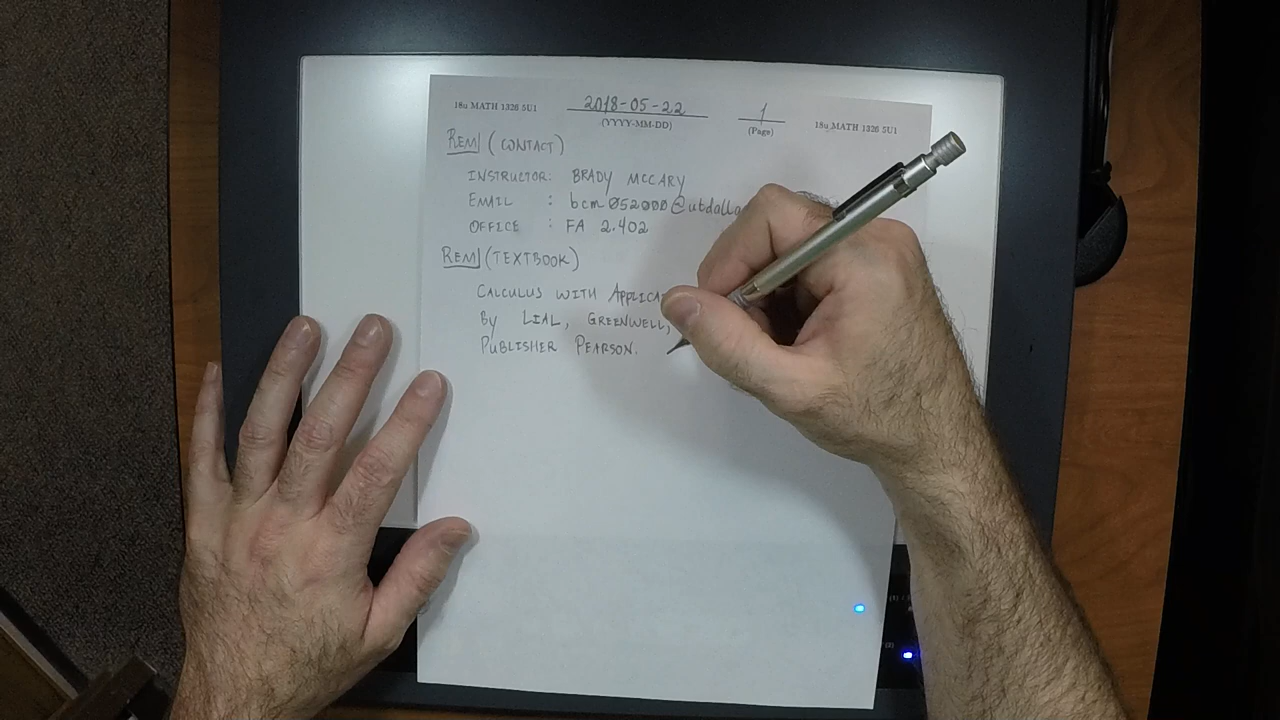 18u MATH 1326 5U1 2018-05-22 1 18u MATH 1326 5U1
(YYYY-MM-DD) (Page)
REM (CONTACT)
INSTRUCTOR: BRADY MCCARY
EMAIL : bcm052000@utdalla
OFFICE : FA 2.402
REM (TEXTBOOK)
CALCULUS WITH APPLICA
BY LIAL, GREENWELL,
PUBLISHER PEARSON.